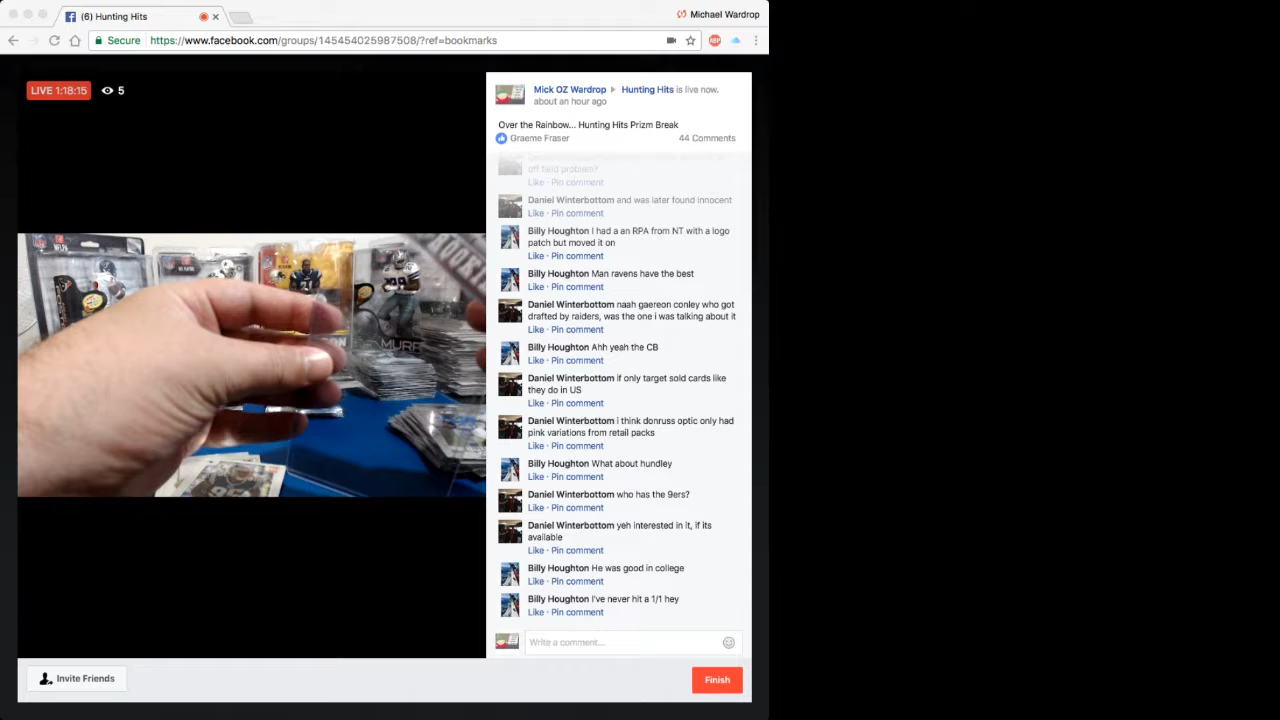 (6) Hunting Hits
Michael Wardrop
Secure
https://www.facebook.com/groups/145454025987508/?ref=bookmarks
ABP
LIVE 1:18:15
5
Mick OZ Wardrop ▸ Hunting Hits is live now.
about an hour ago
Over the Rainbow... Hunting Hits Prizm Break
Graeme Fraser
44 Comments
off field problem?
Like · Pin comment
Daniel Winterbottom and was later found innocent
Like · Pin comment
Billy Houghton I had a an RPA from NT with a logo
patch but moved it on
Like · Pin comment
Billy Houghton Man ravens have the best
Like · Pin comment
Daniel Winterbottom naah gaereon conley who got
drafted by raiders, was the one i was talking about it
Like · Pin comment
Billy Houghton Ahh yeah the CB
Like · Pin comment
Daniel Winterbottom if only target sold cards like
they do in US
Like · Pin comment
Daniel Winterbottom i think donruss optic only had
pink variations from retail packs
Like · Pin comment
Billy Houghton What about hundley
Like · Pin comment
Daniel Winterbottom who has the 9ers?
Like · Pin comment
Daniel Winterbottom yeh interested in it, if its
available
Like · Pin comment
Billy Houghton He was good in college
Like · Pin comment
Billy Houghton I've never hit a 1/1 hey
Like · Pin comment
Write a comment...
Invite Friends
Finish